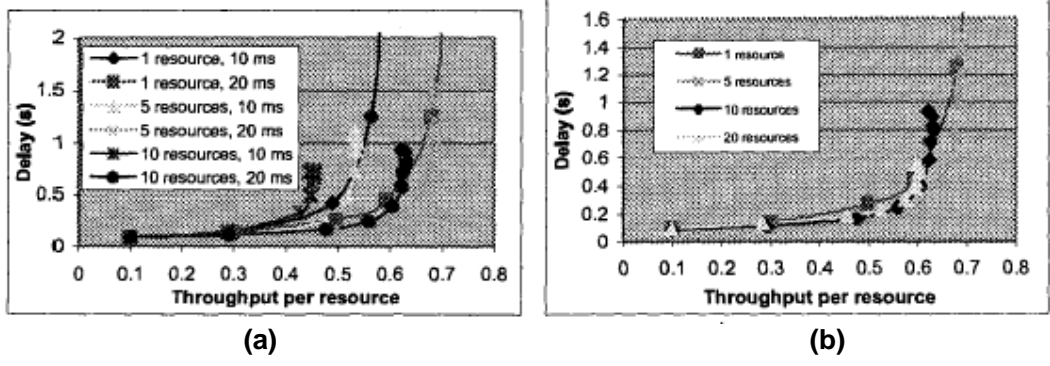 2
1.5
1
0.5
0
Delay (s)
1 resource, 10 ms
1 resource, 20 ms
5 resources, 10 ms
5 resources, 20 ms
10 resources, 10 ms
10 resources, 20 ms
0 0.1 0.2 0.3 0.4 0.5 0.6 0.7 0.8
Throughput per resource
(a)
1.6
1.4
1.2
1
0.8
0.6
0.4
0.2
0
Delay (s)
1 resource
5 resources
10 resources
20 resources
0 0.1 0.2 0.3 0.4 0.5 0.6 0.7 0.8
Throughput per resource
(b)